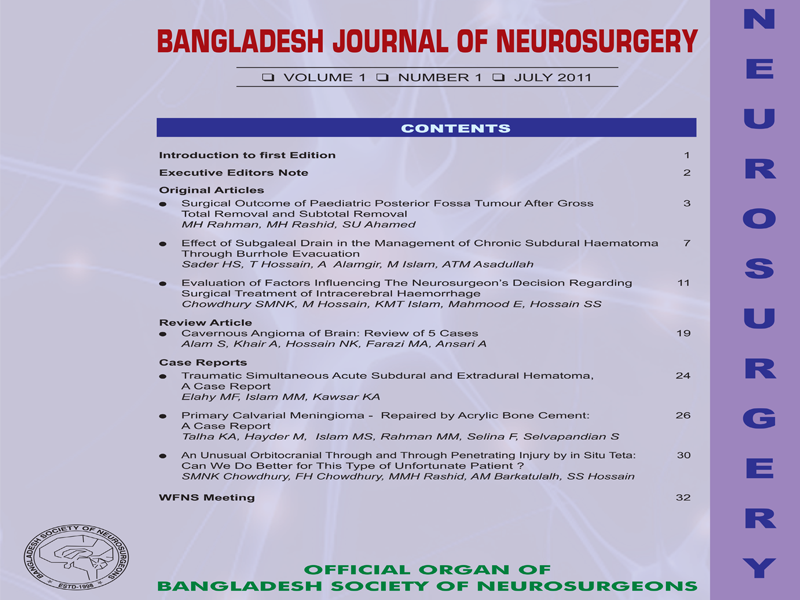 BANGLADESH JOURNAL OF NEUROSURGERY
❑ VOLUME 1 ❑ NUMBER 1 ❑ JULY 2011
CONTENTS
Introduction to first Edition 1
Executive Editors Note 2
Original Articles
● Surgical Outcome of Paediatric Posterior Fossa Tumour After Gross 3
Total Removal and Subtotal Removal
MH Rahman, MH Rashid, SU Ahamed
● Effect of Subgaleal Drain in the Management of Chronic Subdural Haematoma 7
Through Burrhole Evacuation
Sader HS, T Hossain, A Alamgir, M Islam, ATM Asadullah
● Evaluation of Factors Influencing The Neurosurgeon's Decision Regarding 11
Surgical Treatment of Intracerebral Haemorrhage
Chowdhury SMNK, M Hossain, KMT Islam, Mahmood E, Hossain SS
Review Article
● Cavernous Angioma of Brain: Review of 5 Cases 19
Alam S, Khair A, Hossain NK, Farazi MA, Ansari A
Case Reports
● Traumatic Simultaneous Acute Subdural and Extradural Hematoma, 24
A Case Report
Elahy MF, Islam MM, Kawsar KA
● Primary Calvarial Meningioma - Repaired by Acrylic Bone Cement: 26
A Case Report
Talha KA, Hayder M, Islam MS, Rahman MM, Selina F, Selvapandian S
● An Unusual Orbitocranial Through and Through Penetrating Injury by in Situ Teta: 30
Can We Do Better for This Type of Unfortunate Patient ?
SMNK Chowdhury, FH Chowdhury, MMH Rashid, AM Barkatulalh, SS Hossain
WFNS Meeting 32
BANGLADESH SOCIETY OF NEUROSURGEONS
ESTD-1998
OFFICIAL ORGAN OF
BANGLADESH SOCIETY OF NEUROSURGEONS
NEUROSURGERY